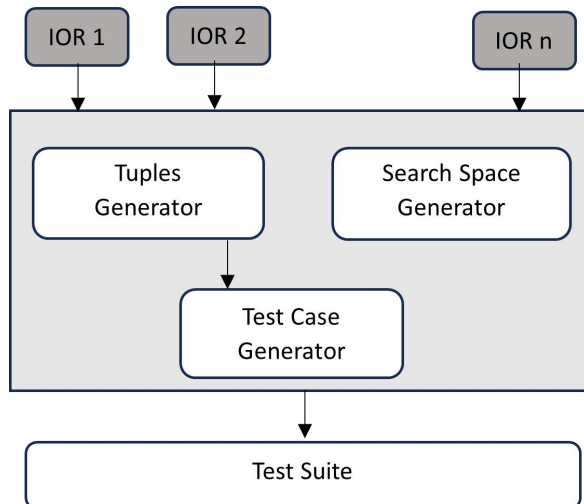 IOR 1
IOR 2
IOR n
Tuples
Generator
Search Space
Generator
Test Case
Generator
Test Suite